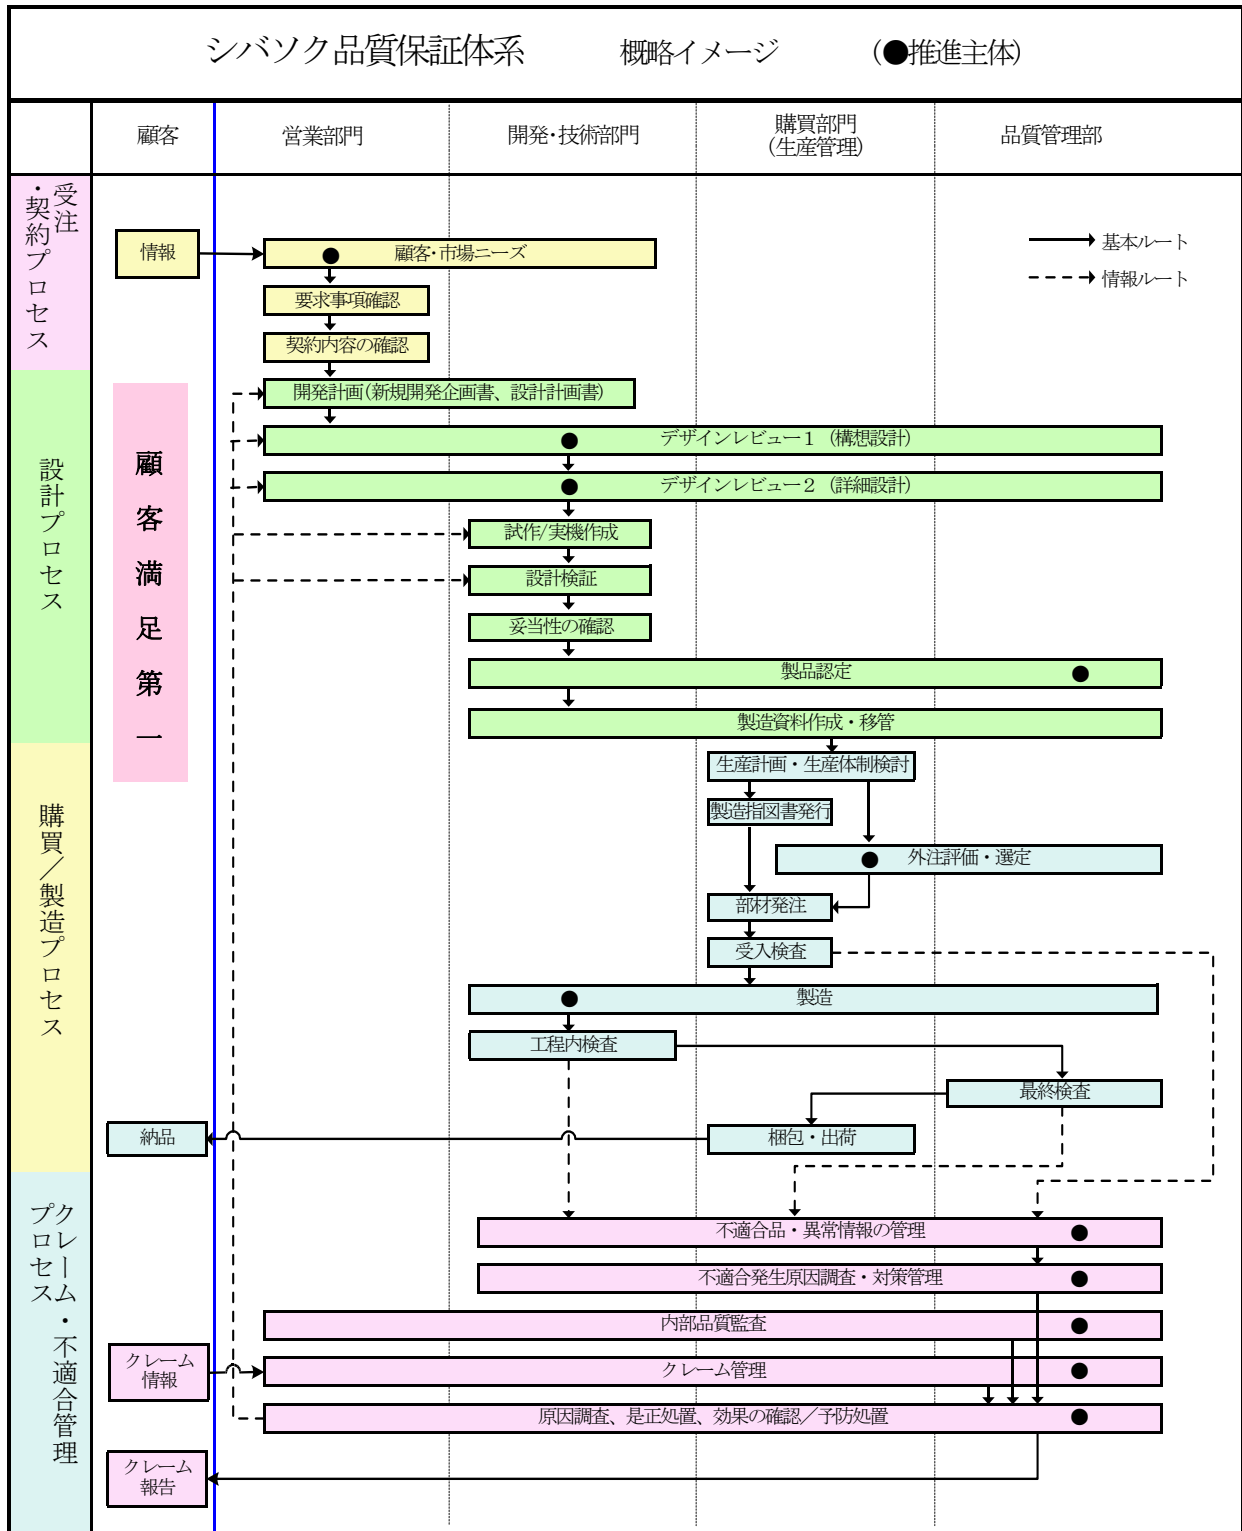 シバソク品質保証体系 概略イメージ (●推進主体)
顧客
営業部門
開発・技術部門
購買部門
(生産管理)
品質管理部
受注
・契約プロセス
情報
顧客・市場ニーズ
基本ルート
情報ルート
要求事項確認
契約内容の確認
設計プロセス
顧客満足第一
開発計画(新規開発企画書、設計計画書)
デザインレビュー１ (構想設計)
デザインレビュー２ (詳細設計)
試作/実機作成
設計検証
妥当性の確認
製品認定
製造資料作成・移管
購買／製造プロセス
生産計画・生産体制検討
製造指図書発行
外注評価・選定
部材発注
受入検査
製造
工程内検査
最終検査
納品
梱包・出荷
クレーム・不適合管理
プロセス
不適合品・異常情報の管理
不適合発生原因調査・対策管理
内部品質監査
クレーム
情報
クレーム管理
原因調査、是正処置、効果の確認／予防処置
クレーム
報告